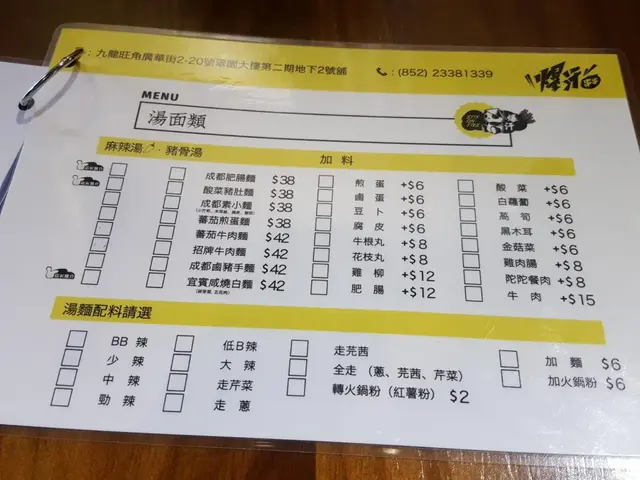 : 九龍旺角廣華街2-20號翠園大樓第二期地下2號舖
: (852) 23381339
MENU
湯面類
麻辣湯 豬骨湯
加料
成都肥腸麵 $38
酸菜豬肚麵 $38
成都素小麵 $38
蕃茄煎蛋麵 $38
蕃茄牛肉麵 $42
招牌牛肉麵 $42
成都鹵豬手麵 $42
宜賓咸燒白麵 $42
煎蛋 +$6
鹵蛋 +$6
豆卜 +$6
腐皮 +$6
牛根丸 +$8
花枝丸 +$8
雞柳 +$12
肥腸 +$12
酸菜 +$6
白蘿蔔 +$6
萵筍 +$6
黑木耳 +$6
金菇菜 +$6
雞肉腸 +$8
陀陀餐肉 +$8
牛肉 +$15
湯麵配料請選
BB辣
少辣
中辣
勁辣
低B辣
大辣
走芹菜
走蔥
走芫茜
全走（蔥、芫茜、芹菜）
轉火鍋粉（紅薯粉） $2
加麵 $6
加火鍋粉 $6